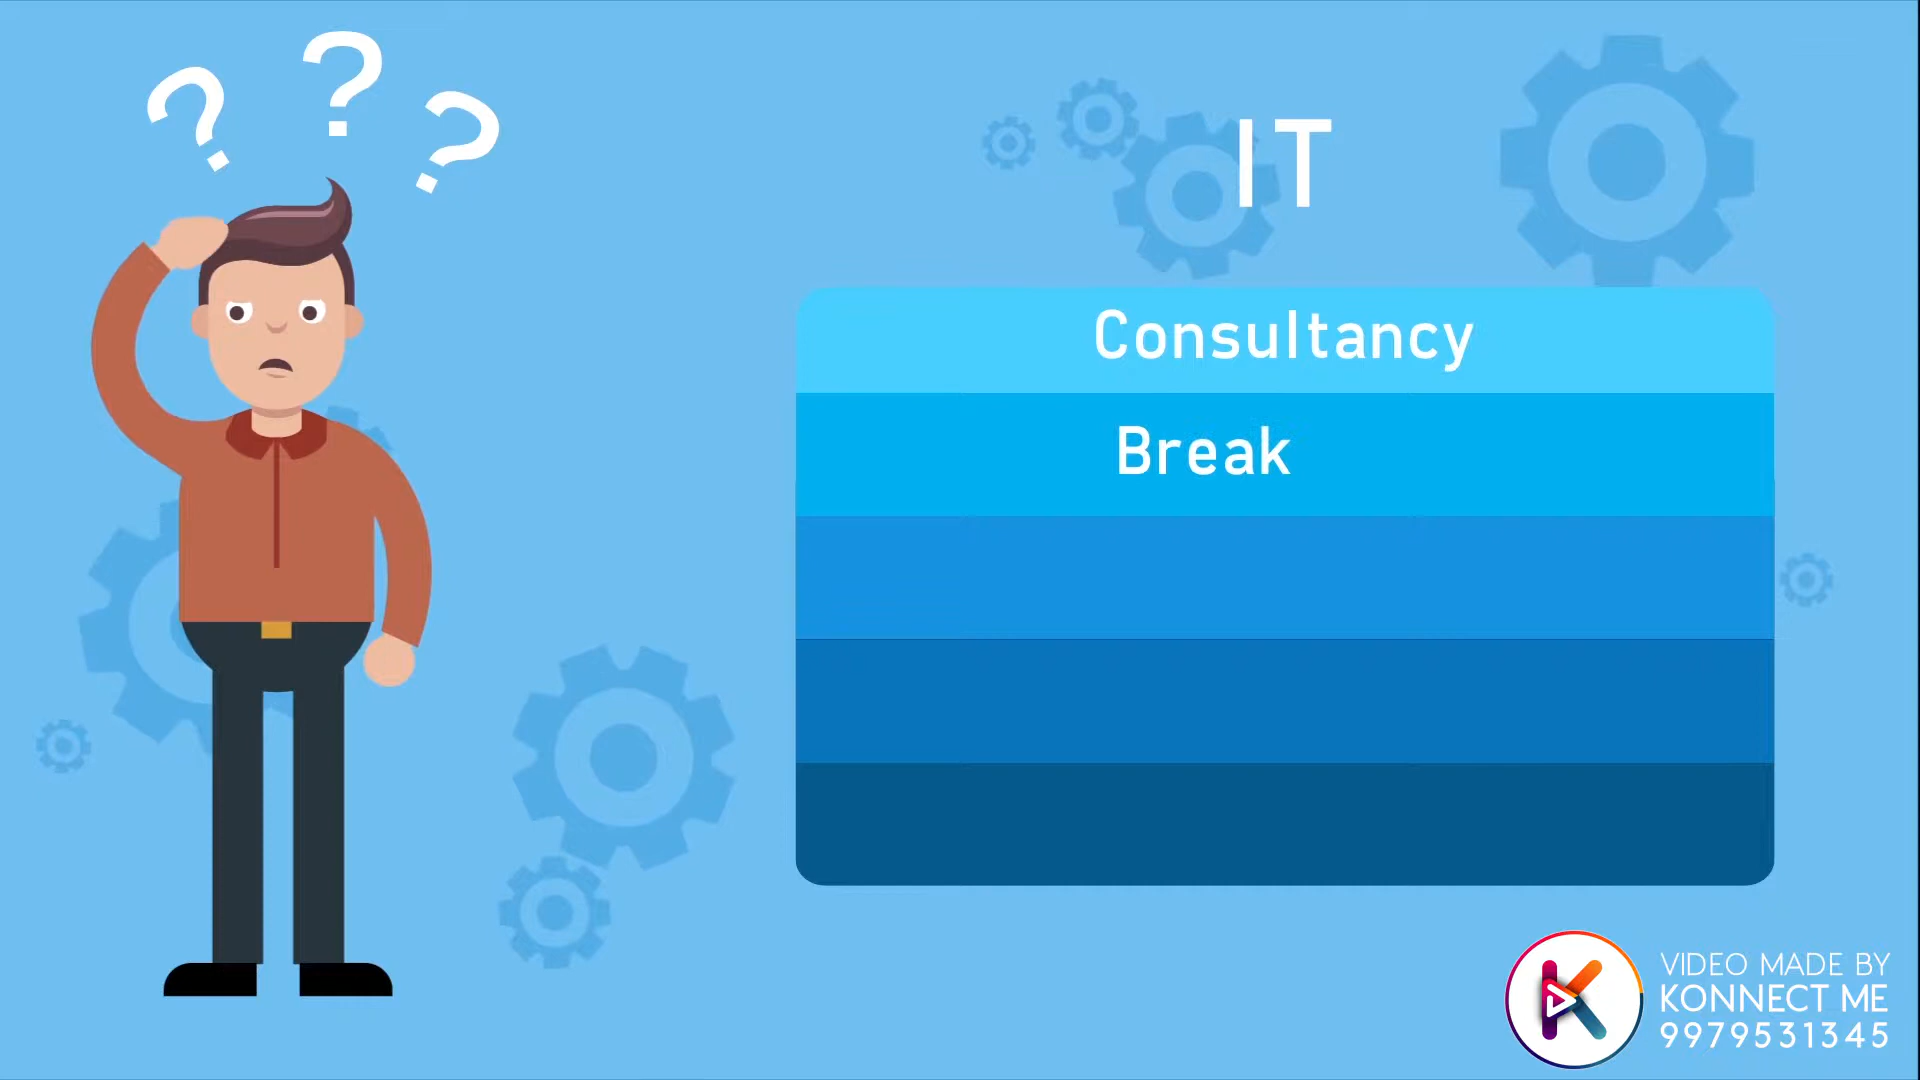 ? ? ?
IT
Consultancy
Break
VIDEO MADE BY
KONNECT ME
9979531345